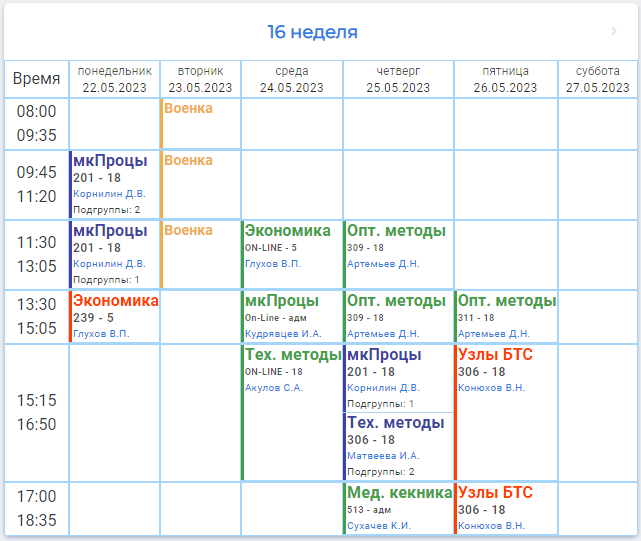 16 неделя
Время
понедельник
22.05.2023
вторник
23.05.2023
среда
24.05.2023
четверг
25.05.2023
пятница
26.05.2023
суббота
27.05.2023
08:00
09:35
Военка
09:45
11:20
мкПроцы
201 - 18
Корнилин Д.В.
Подгруппы: 2
Военка
11:30
13:05
мкПроцы
201 - 18
Корнилин Д.В.
Подгруппы: 1
Военка
Экономика
ON-LINE - 5
Глухов В.П.
Опт. методы
309 - 18
Артемьев Д.Н.
13:30
15:05
Экономика
239 - 5
Глухов В.П.
мкПроцы
On-Line - адм
Кудрявцев И.А.
Опт. методы
309 - 18
Артемьев Д.Н.
Опт. методы
311 - 18
Артемьев Д.Н.
15:15
16:50
Тех. методы
ON-LINE - 18
Акулов С.А.
мкПроцы
201 - 18
Корнилин Д.В.
Подгруппы: 1
Тех. методы
306 - 18
Матвеева И.А.
Подгруппы: 2
Узлы БТС
306 - 18
Конюхов В.Н.
17:00
18:35
Мед. кекника
513 - адм
Сухачев К.И.
Узлы БТС
306 - 18
Конюхов В.Н.